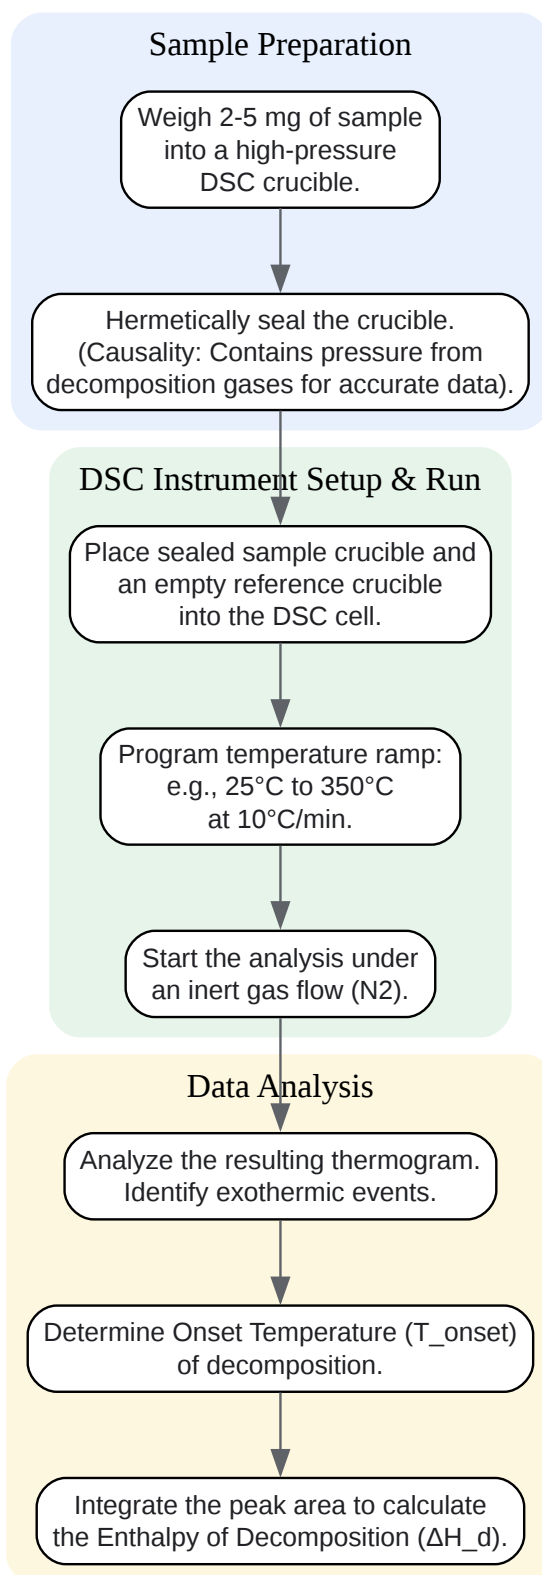 Sample Preparation
Weigh 2-5 mg of sample
into a high-pressure
DSC crucible.
Hermetically seal the crucible.
(Causality: Contains pressure from
decomposition gases for accurate data).
DSC Instrument Setup & Run
Place sealed sample crucible and
an empty reference crucible
into the DSC cell.
Program temperature ramp:
e.g., 25°C to 350°C
at 10°C/min.
Start the analysis under
an inert gas flow (N2).
Data Analysis
Analyze the resulting thermogram.
Identify exothermic events.
Determine Onset Temperature (T_onset)
of decomposition.
Integrate the peak area to calculate
the Enthalpy of Decomposition (ΔH_d).